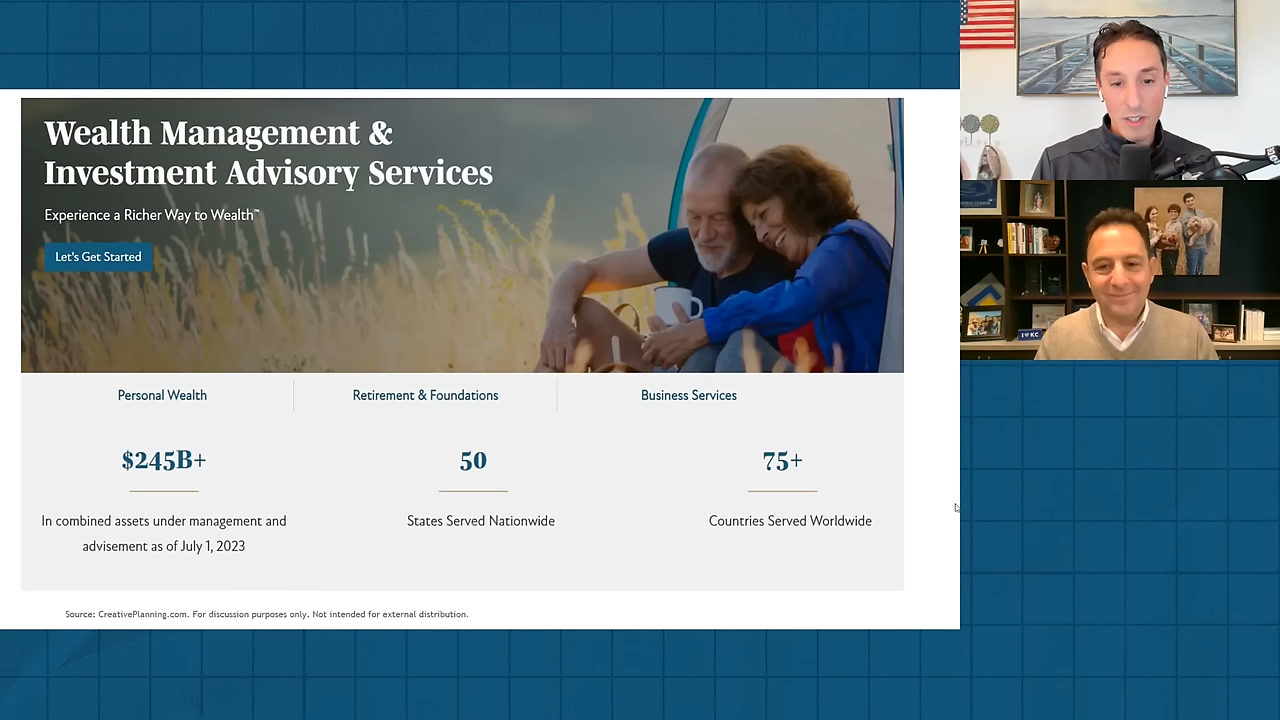 Wealth Management &
Investment Advisory Services
Experience a Richer Way to Wealth™
Let's Get Started
Personal Wealth
Retirement & Foundations
Business Services
$245B+
50
75+
In combined assets under management and
advisement as of July 1, 2023
States Served Nationwide
Countries Served Worldwide
Source: CreativePlanning.com. For discussion purposes only. Not intended for external distribution.
I ♥ KC